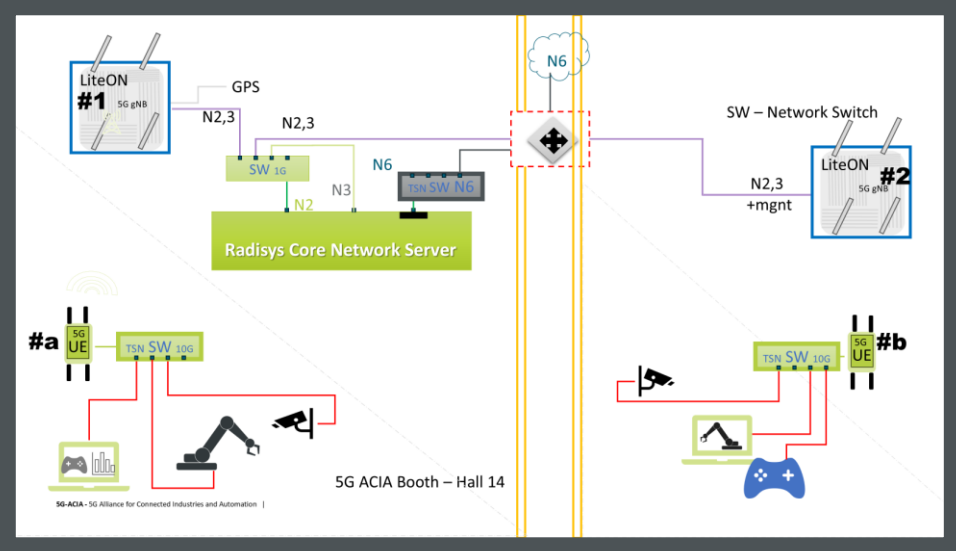 LiteON
#1
5G gNB
GPS
N2,3
N2,3
N6
SW – Network Switch
LiteON
#2
5G gNB
N2,3
+mgnt
SW 1G
N6
TSN SW N6
N3
N2
Radisys Core Network Server
#a
5G
UE
TSN SW 10G
TSN SW 10G
5G
UE
#b
5G ACIA Booth – Hall 14
5G-ACIA - 5G Alliance for Connected Industries and Automation |